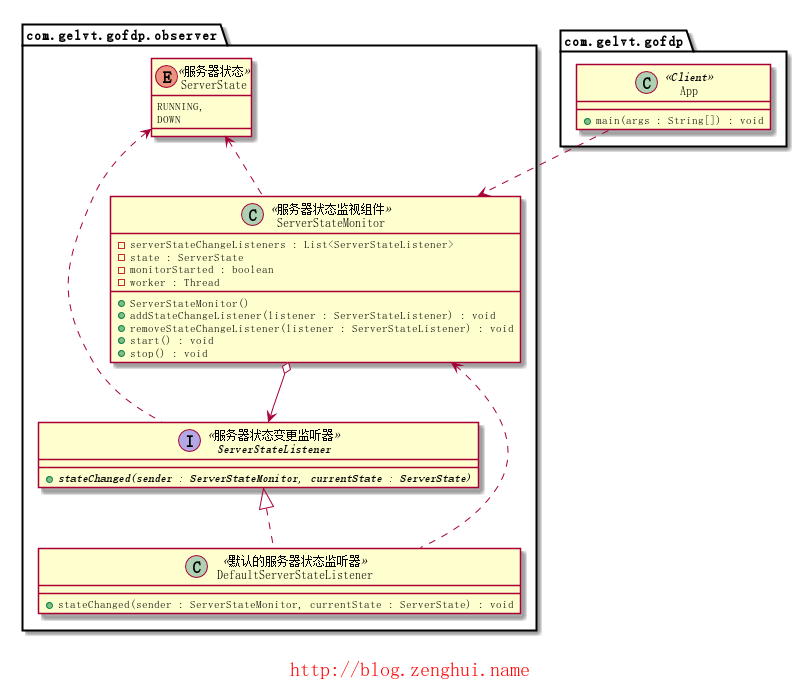 com.gelvt.gofdp.observer
E «服务器状态»
ServerState
RUNNING,
DOWN
com.gelvt.gofdp
C «Client»
App
main(args : String[]) : void
C «服务器状态监视组件»
ServerStateMonitor
serverStateChangeListeners : List<ServerStateListener>
state : ServerState
monitorStarted : boolean
worker : Thread
ServerStateMonitor()
addStateChangeListener(listener : ServerStateListener) : void
removeStateChangeListener(listener : ServerStateListener) : void
start() : void
stop() : void
I «服务器状态变更监听器»
ServerStateListener
stateChanged(sender : ServerStateMonitor, currentState : ServerState)
C «默认的服务器状态监听器»
DefaultServerStateListener
stateChanged(sender : ServerStateMonitor, currentState : ServerState) : void
http://blog.zenghui.name